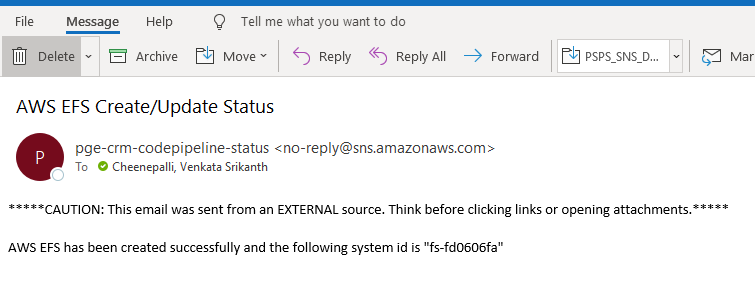 File Message Help Tell me what you want to do
Delete Archive Move Reply Reply All Forward PSPS_SNS_D... Mar
AWS EFS Create/Update Status
P
pge-crm-codepipeline-status <no-reply@sns.amazonaws.com>
To Cheenepalli, Venkata Srikanth
*****CAUTION: This email was sent from an EXTERNAL source. Think before clicking links or opening attachments.*****
AWS EFS has been created successfully and the following system id is "fs-fd0606fa"